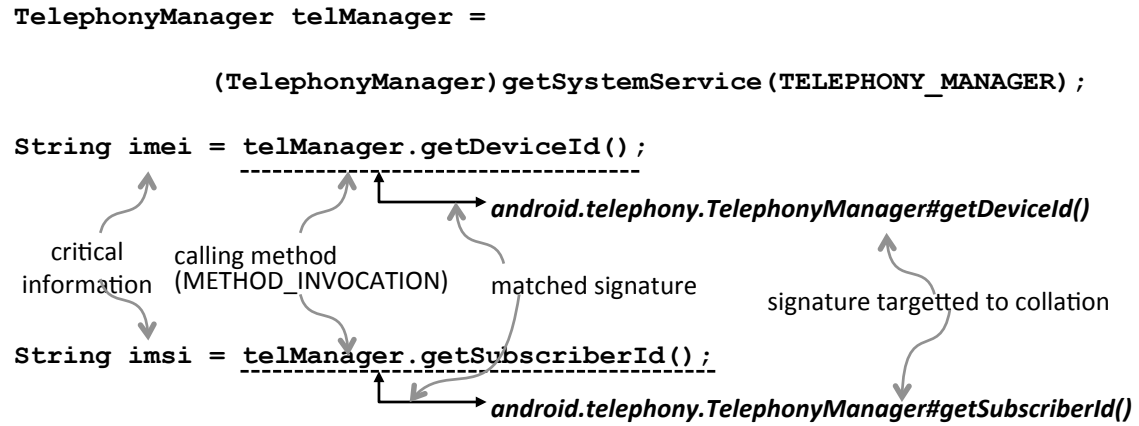 TelephonyManager telManager =
(TelephonyManager)getSystemService(TELEPHONY_MANAGER);
String imei = telManager.getDeviceId();
android.telephony.TelephonyManager#getDeviceId()
critical
information
calling method
(METHOD_INVOCATION)
matched signature
signature targetted to collation
String imsi = telManager.getSubscriberId();
android.telephony.TelephonyManager#getSubscriberId()